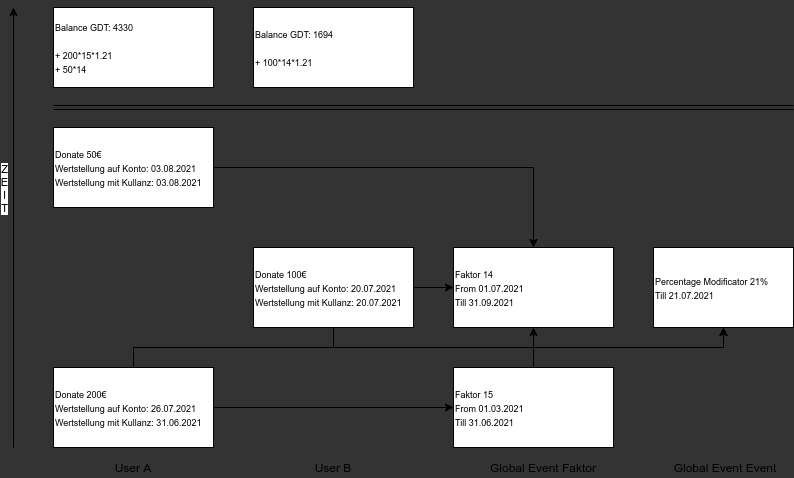 Balance GDT: 4330
+ 200*15*1.21
+ 50*14
Balance GDT: 1694
+ 100*14*1.21
Z
E
I
T
Donate 50€
Wertstellung auf Konto: 03.08.2021
Wertstellung mit Kullanz: 03.08.2021
Donate 100€
Wertstellung auf Konto: 20.07.2021
Wertstellung mit Kullanz: 20.07.2021
Faktor 14
From 01.07.2021
Till 31.09.2021
Percentage Modificator 21%
Till 21.07.2021
Donate 200€
Wertstellung auf Konto: 26.07.2021
Wertstellung mit Kullanz: 31.06.2021
Faktor 15
From 01.03.2021
Till 31.06.2021
User A
User B
Global Event Faktor
Global Event Event